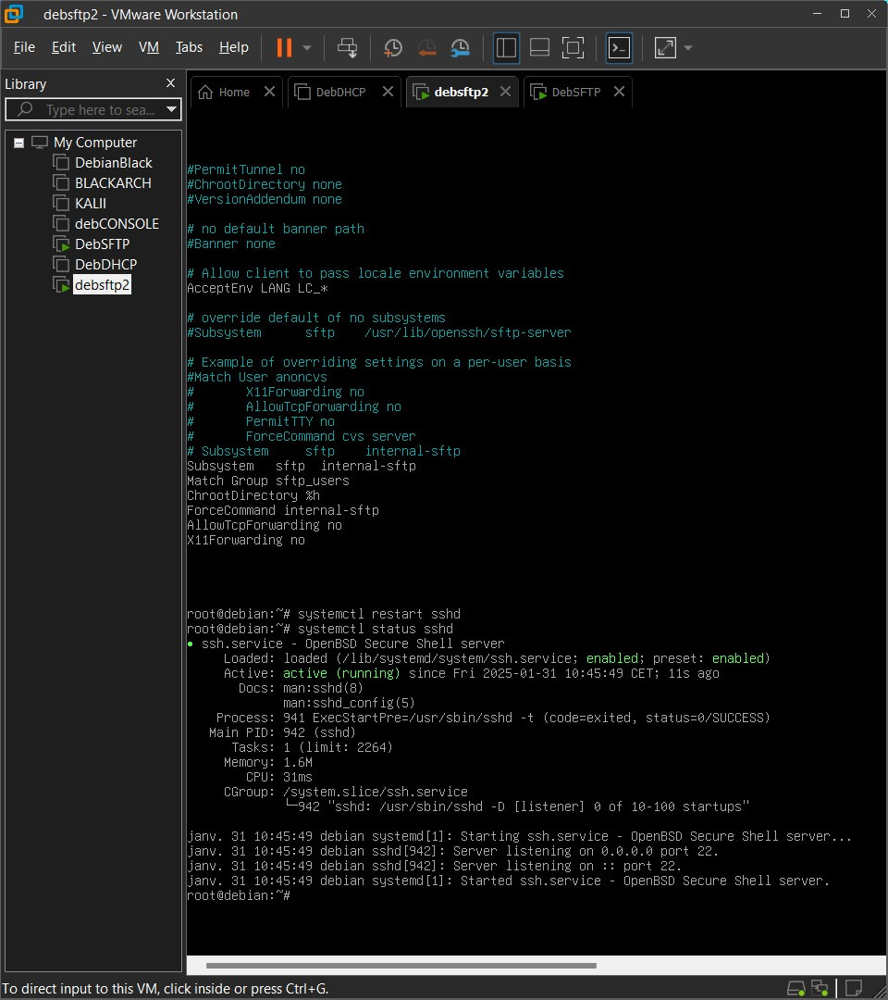 debsftp2 - VMware Workstation
File Edit View VM Tabs Help
Library
Type here to sea...
My Computer
DebianBlack
BLACKARCH
KALII
debCONSOLE
DebSFTP
DebDHCP
debsftp2
Home DebDHCP debsftp2 DebSFTP
#PermitTunnel no
#ChrootDirectory none
#VersionAddendum none
# no default banner path
#Banner none
# Allow client to pass locale environment variables
AcceptEnv LANG LC_*
# override default of no subsystems
#Subsystem      sftp    /usr/lib/openssh/sftp-server
# Example of overriding settings on a per-user basis
#Match User anoncvs
#       X11Forwarding no
#       AllowTcpForwarding no
#       PermitTTY no
#       ForceCommand cvs server
# Subsystem     sftp    internal-sftp
Subsystem   sftp  internal-sftp
Match Group sftp_users
ChrootDirectory %h
ForceCommand internal-sftp
AllowTcpForwarding no
X11Forwarding no
root@debian:~# systemctl restart sshd
root@debian:~# systemctl status sshd
● ssh.service - OpenBSD Secure Shell server
     Loaded: loaded (/lib/systemd/system/ssh.service; enabled; preset: enabled)
     Active: active (running) since Fri 2025-01-31 10:45:49 CET; 11s ago
       Docs: man:sshd(8)
             man:sshd_config(5)
    Process: 941 ExecStartPre=/usr/sbin/sshd -t (code=exited, status=0/SUCCESS)
   Main PID: 942 (sshd)
      Tasks: 1 (limit: 2264)
     Memory: 1.6M
        CPU: 31ms
     CGroup: /system.slice/ssh.service
             └─942 "sshd: /usr/sbin/sshd -D [listener] 0 of 10-100 startups"
janv. 31 10:45:49 debian systemd[1]: Starting ssh.service - OpenBSD Secure Shell server...
janv. 31 10:45:49 debian sshd[942]: Server listening on 0.0.0.0 port 22.
janv. 31 10:45:49 debian sshd[942]: Server listening on :: port 22.
janv. 31 10:45:49 debian systemd[1]: Started ssh.service - OpenBSD Secure Shell server.
root@debian:~#
To direct input to this VM, click inside or press Ctrl+G.